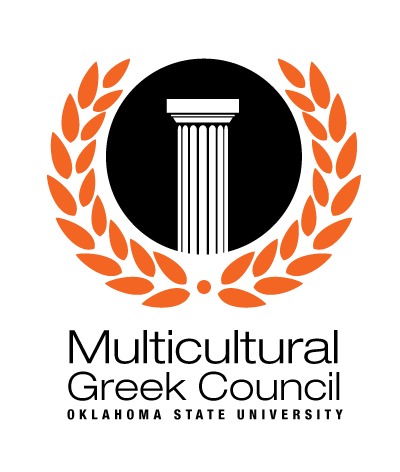 Multicultural
Greek Council
OKLAHOMA STATE UNIVERSITY